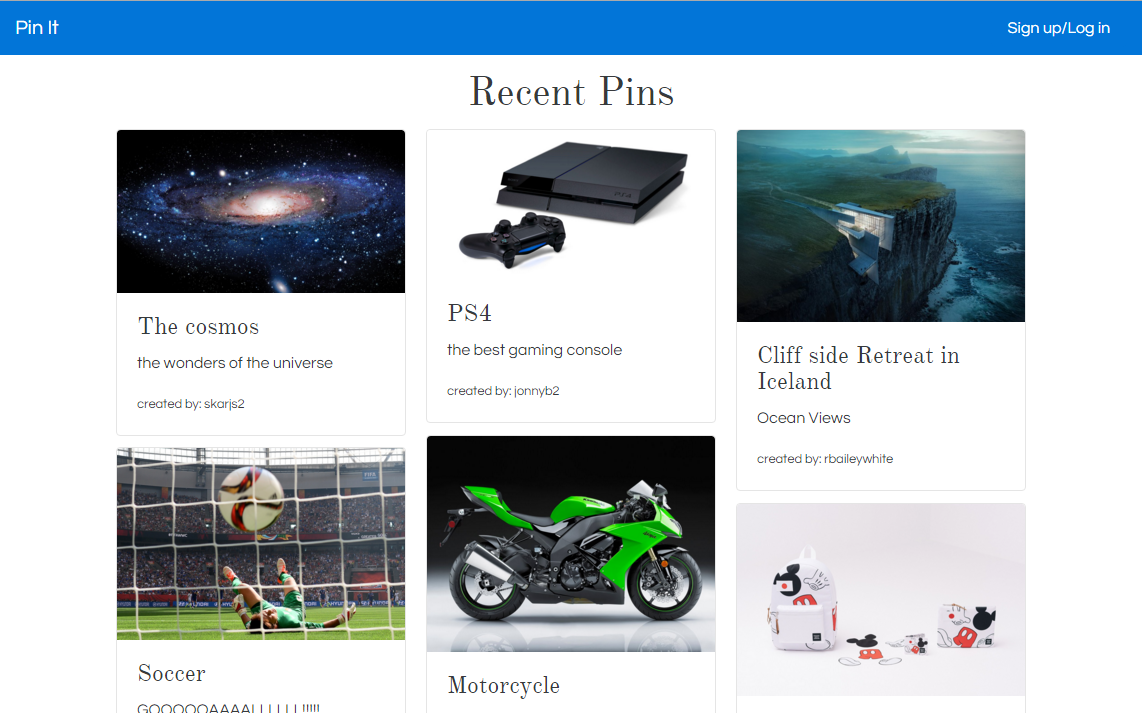 Pin It
Sign up/Log in
Recent Pins
The cosmos
the wonders of the universe
created by: skarjs2
PS4
PS4
the best gaming console
created by: jonnyb2
Cliff side Retreat in
Iceland
Ocean Views
created by: rbaileywhite
FIFA
Soccer
Motorcycle